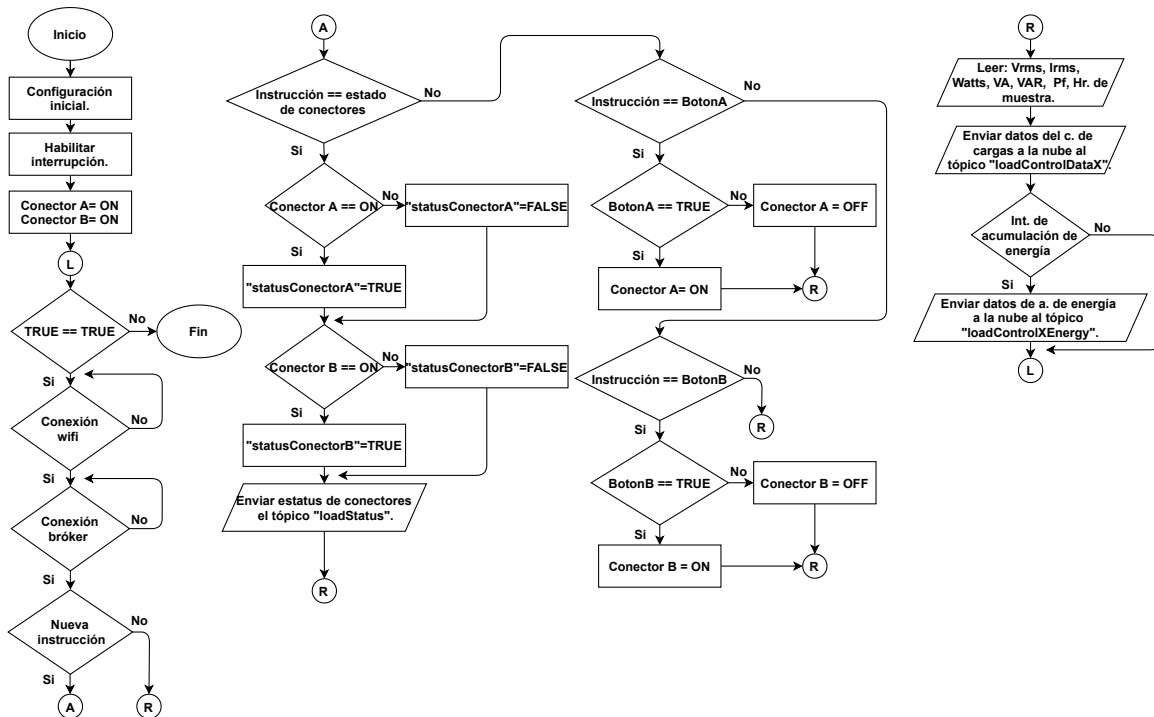 Inicio
Configuración
inicial.
Habilitar
interrupción.
Conector A= ON
Conector B= ON
L
TRUE == TRUE
No
Fin
Si
Conexión
wifi
No
Si
Conexión
bróker
No
Si
Nueva
instrucción
No
Si
A
R
A
Instrucción == estado
de conectores
No
Si
Conector A == ON
No
"statusConectorA"=FALSE
Si
"statusConectorA"=TRUE
Conector B == ON
No
"statusConectorB"=FALSE
Si
"statusConectorB"=TRUE
Enviar estatus de conectores
el tópico "loadStatus".
R
Instrucción == BotonA
No
Si
BotonA == TRUE
No
Conector A = OFF
Si
Conector A= ON
R
Instrucción == BotonB
No
R
Si
BotonB == TRUE
No
Conector B = OFF
Si
Conector B = ON
R
R
Leer: Vrms, Irms,
Watts, VA, VAR, Pf, Hr. de
muestra.
Enviar datos del c. de
cargas a la nube al
tópico "loadControlDataX".
Int. de
acumulación de
energía
No
Si
Enviar datos de a. de energía
a la nube al tópico
"loadControlXEnergy".
L